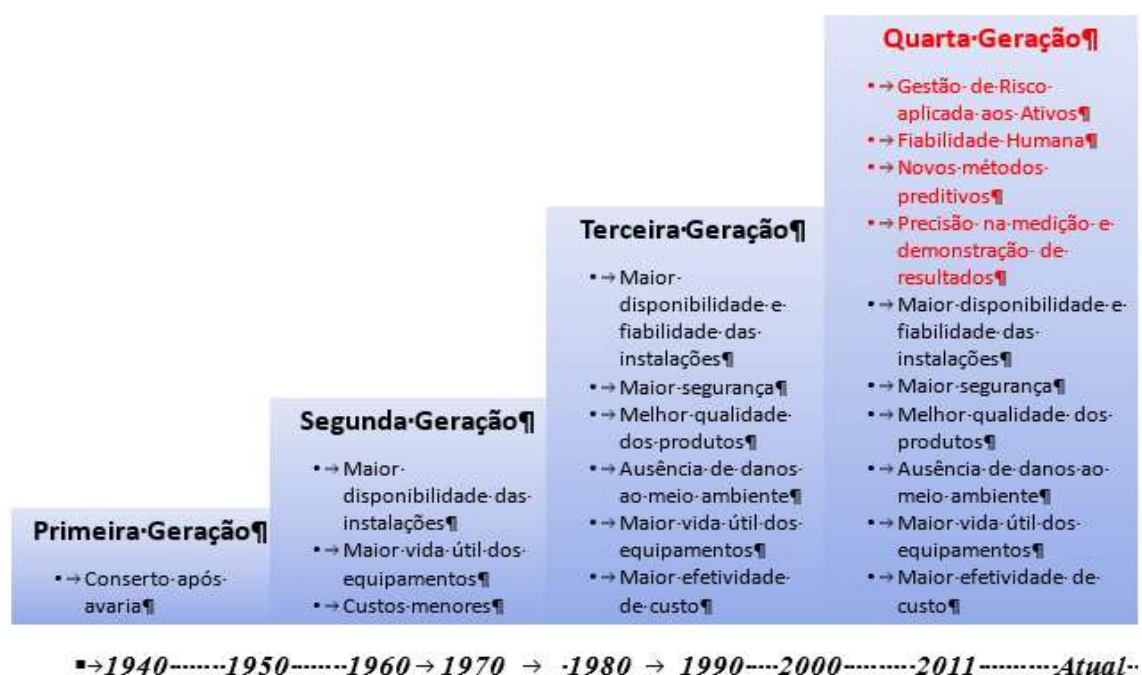 Primeira·Geração¶
•→Conserto·após·
avaria¶
Segunda·Geração¶
•→Maior·
disponibilidade·das·
instalações¶
•→Maior·vida·útil·dos·
equipamentos¶
•→Custos·menores¶
Terceira·Geração¶
•→Maior·
disponibilidade·e·
fiabilidade·das·
instalações¶
•→Maior·segurança¶
•→Melhor·qualidade·
dos·produtos¶
•→Ausência·de·danos·
ao·meio·ambiente¶
•→Maior·vida·útil·dos·
equipamentos¶
•→Maior·efetividade·
de·custo¶
Quarta·Geração¶
•→Gestão·de·Risco·
aplicada·aos·Ativos¶
•→Fiabilidade·Humana¶
•→Novos·métodos·
preditivos¶
•→Precisão·na·medição·e·
demonstração·de·
resultados¶
•→Maior·disponibilidade·e·
fiabilidade·das·
instalações¶
•→Maior·segurança¶
•→Melhor·qualidade·dos·
produtos¶
•→Ausência·de·danos·ao·
meio·ambiente¶
•→Maior·vida·útil·dos·
equipamentos¶
•→Maior·efetividade·de·
custo¶
▪→1940-------1950-------1960→1970 → -1980 → 1990----2000---------2011----------Atual--